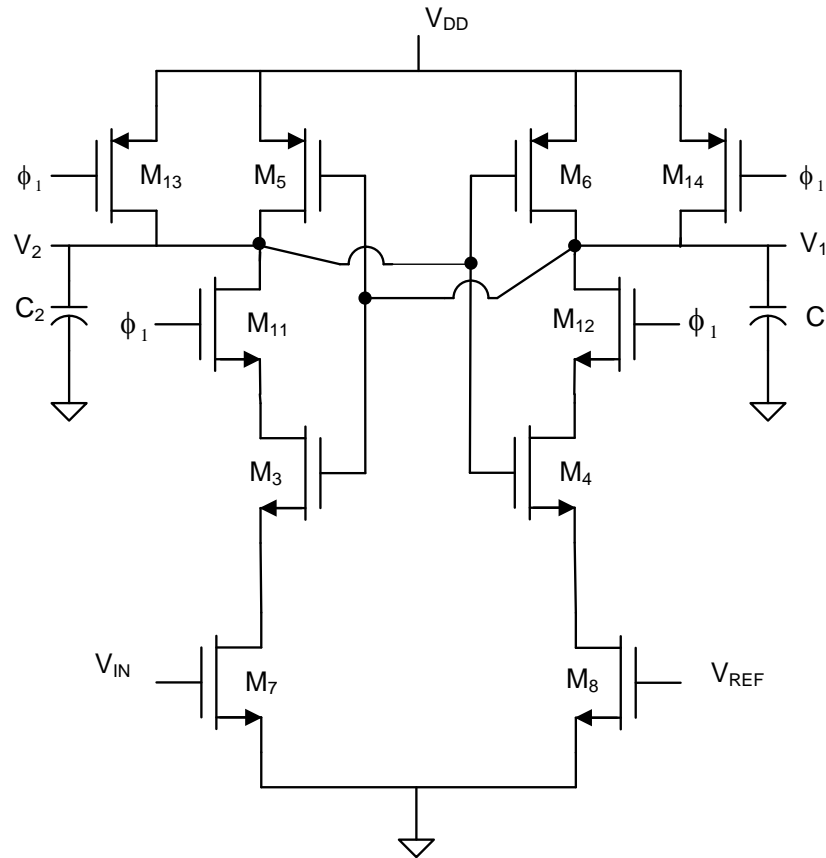 V_DD
ϕ_1 M_13 M_5 M_6 M_14 ϕ_1
V_2 V_1
C_2 ϕ_1 M_11 M_12 ϕ_1 C
M_3 M_4
V_IN M_7 M_8 V_REF